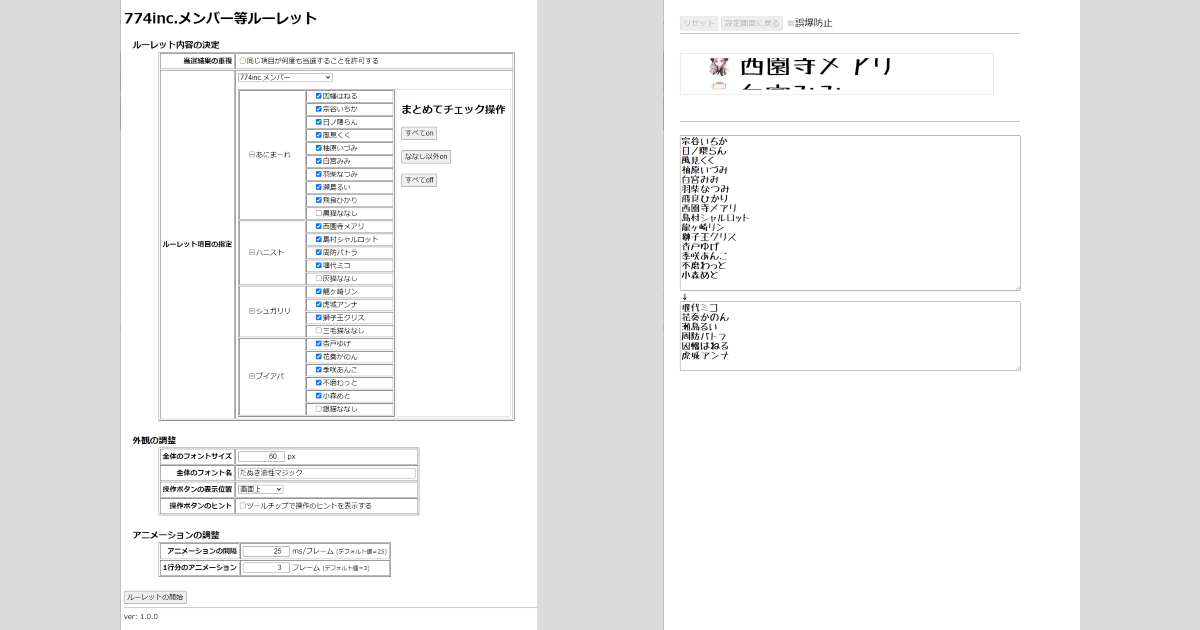 774inc.メンバー等ルーレット
ルーレット内容の決定
当選結果の重複
同じ項目が何度も当選することを許可する
ルーレット項目の指定
774inc.メンバー
あにまーれ
因幡はねる
宗谷いちか
日ノ隈らん
風見くく
柚原いづみ
白宮みみ
羽柴なつみ
瀬島るい
飛良ひかり
黒猫ななし
ハニスト
西園寺メアリ
島村シャルロット
周防パトラ
堰代ミコ
灰猫ななし
シュガリリ
龍ヶ崎リン
虎城アンナ
獅子王クリス
三毛猫ななし
ブイアパ
杏戸ゆげ
花奏かのん
季咲あんこ
不磨わっと
小森めと
銀猫ななし
まとめてチェック操作
すべてon
ななし以外on
すべてoff
外観の調整
全体のフォントサイズ 60 px
全体のフォント名 たぬき油性マジック
操作ボタンの表示位置 画面上
操作ボタンのヒント ツールチップで操作のヒントを表示する
アニメーションの調整
アニメーションの間隔 25 ms/フレーム (デフォルト値=25)
1行分のアニメーション 3 フレーム (デフォルト値=3)
ルーレットの開始
ver: 1.0.0
リセット 設定画面に戻る 誤爆防止
西園寺メアリ
白宮みみ
宗谷いちか
日ノ隈らん
風見くく
柚原いづみ
白宮みみ
羽柴なつみ
飛良ひかり
西園寺メアリ
島村シャルロット
龍ヶ崎リン
獅子王クリス
杏戸ゆげ
季咲あんこ
不磨わっと
小森めと
↓
堰代ミコ
花奏かのん
瀬島るい
周防パトラ
因幡はねる
虎城アンナ